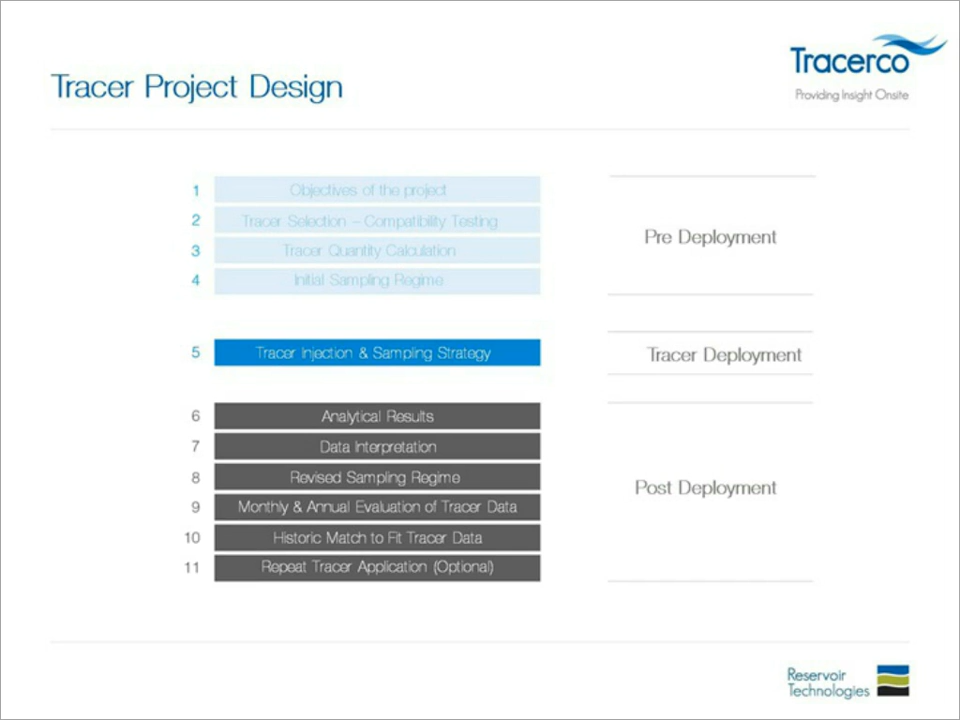 Tracerco
Providing Insight Onsite
Tracer Project Design
1 Objectives of the project
2 Tracer Selection – Compatibility Testing
3 Tracer Quantity Calculation
4 Initial Sampling Regime
Pre Deployment
5 Tracer Injection & Sampling Strategy
Tracer Deployment
6 Analytical Results
7 Data Interpretation
8 Revised Sampling Regime
9 Monthly & Annual Evaluation of Tracer Data
10 Historic Match to Fit Tracer Data
11 Repeat Tracer Application (Optional)
Post Deployment
Reservoir
Technologies